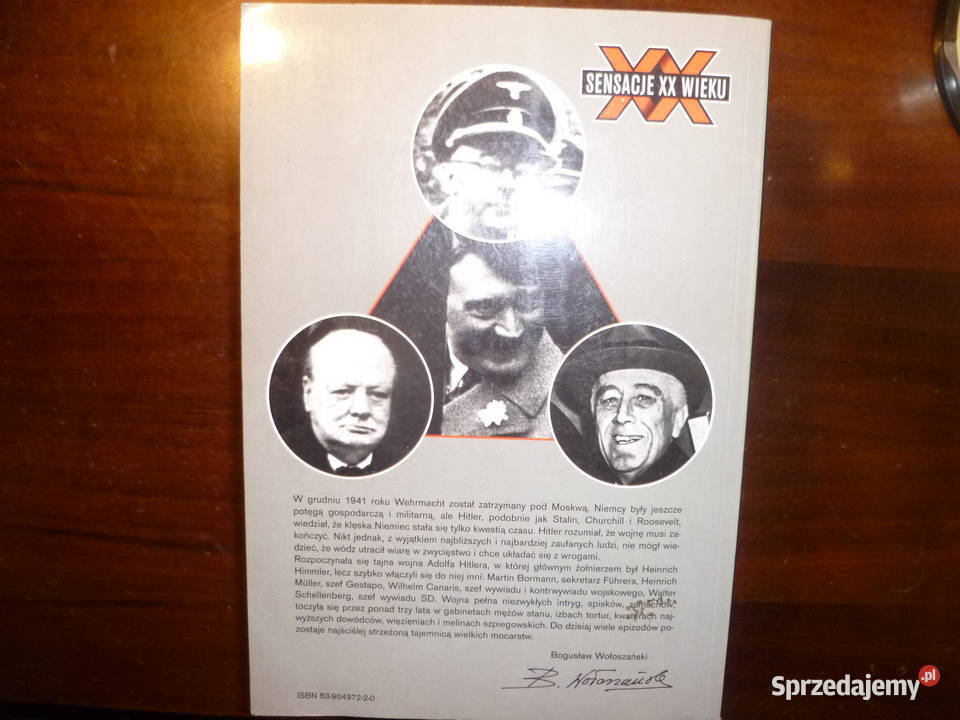 XX
SENSACJE XX WIEKU
W grudniu 1941 roku Wehrmacht został zatrzymany pod Moskwą. Niemcy były jeszcze
potęgą gospodarczą i militarną, ale Hitler, podobnie jak Stalin, Churchill i Roosevelt,
wiedział, że klęska Niemiec stała się tylko kwestią czasu. Hitler rozumiał, że wojnę musi za-
kończyć. Nikt jednak, z wyjątkiem najbliższych i najbardziej zaufanych ludzi, nie mógł wie-
dzieć, że wódz utracił wiarę w zwycięstwo i chce układać się z wrogami.
Rozpoczynała się tajna wojna Adolfa Hitlera, w której głównym żołnierzem był Heinrich
Himmler, lecz szybko włączyli się do niej inni: Martin Bormann, sekretarz Führera, Heinrich
Müller, szef Gestapo, Wilhelm Canaris, szef wywiadu i kontrwywiadu wojskowego, Walter
Schellenberg, szef wywiadu SD. Wojna pełna niezwykłych intryg, spisków, zamachów,
toczyła się przez ponad trzy lata w gabinetach mężów stanu, izbach tortur, kwaterach naj-
wyższych dowódców, więzieniach i melinach szpiegowskich. Do dzisiaj wiele epizodów po-
zostaje najściślej strzeżoną tajemnicą wielkich mocarstw.
Bogusław Wołoszański
B. Wołoszański
ISBN 83-904972-2-0
Sprzedajemy.pl